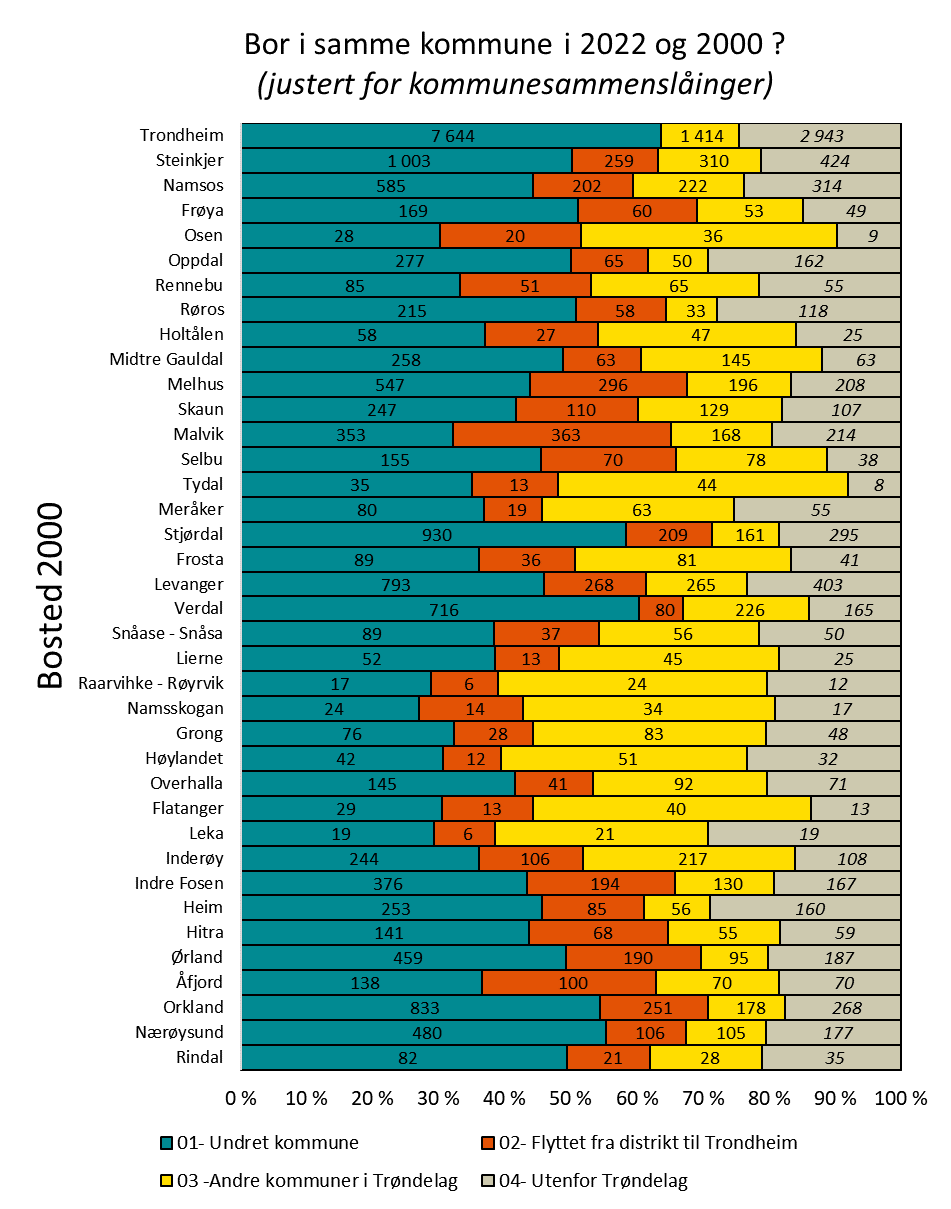 Bor i samme kommune i 2022 og 2000 ?
(justert for kommunesammenslåinger)
Bosted 2000
Trondheim 7 644 1 414 2 943
Steinkjer 1 003 259 310 424
Namsos 585 202 222 314
Frøya 169 60 53 49
Osen 28 20 36 9
Oppdal 277 65 50 162
Rennebu 85 51 65 55
Røros 215 58 33 118
Holtålen 58 27 47 25
Midtre Gauldal 258 63 145 63
Melhus 547 296 196 208
Skaun 247 110 129 107
Malvik 353 363 168 214
Selbu 155 70 78 38
Tydal 35 13 44 8
Meråker 80 19 63 55
Stjørdal 930 209 161 295
Frosta 89 36 81 41
Levanger 793 268 265 403
Verdal 716 80 226 165
Snåase - Snåsa 89 37 56 50
Lierne 52 13 45 25
Raarvihke - Røyrvik 17 6 24 12
Namsskogan 24 14 34 17
Grong 76 28 83 48
Høylandet 42 12 51 32
Overhalla 145 41 92 71
Flatanger 29 13 40 13
Leka 19 6 21 19
Inderøy 244 106 217 108
Indre Fosen 376 194 130 167
Heim 253 85 56 160
Hitra 141 68 55 59
Ørland 459 190 95 187
Åfjord 138 100 70 70
Orkland 833 251 178 268
Nærøysund 480 106 105 177
Rindal 82 21 28 35
0 % 10 % 20 % 30 % 40 % 50 % 60 % 70 % 80 % 90 % 100 %
01- Undret kommune 02- Flyttet fra distrikt til Trondheim
03 -Andre kommuner i Trøndelag 04- Utenfor Trøndelag